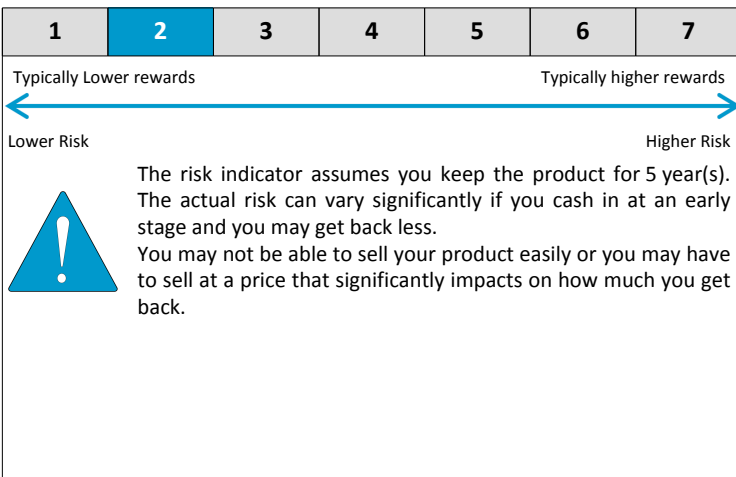 1 2 3 4 5 6 7
Typically Lower rewards Typically higher rewards
Lower Risk Higher Risk
The risk indicator assumes you keep the product for 5 year(s).
The actual risk can vary significantly if you cash in at an early
stage and you may get back less.
You may not be able to sell your product easily or you may have
to sell at a price that significantly impacts on how much you get
back.